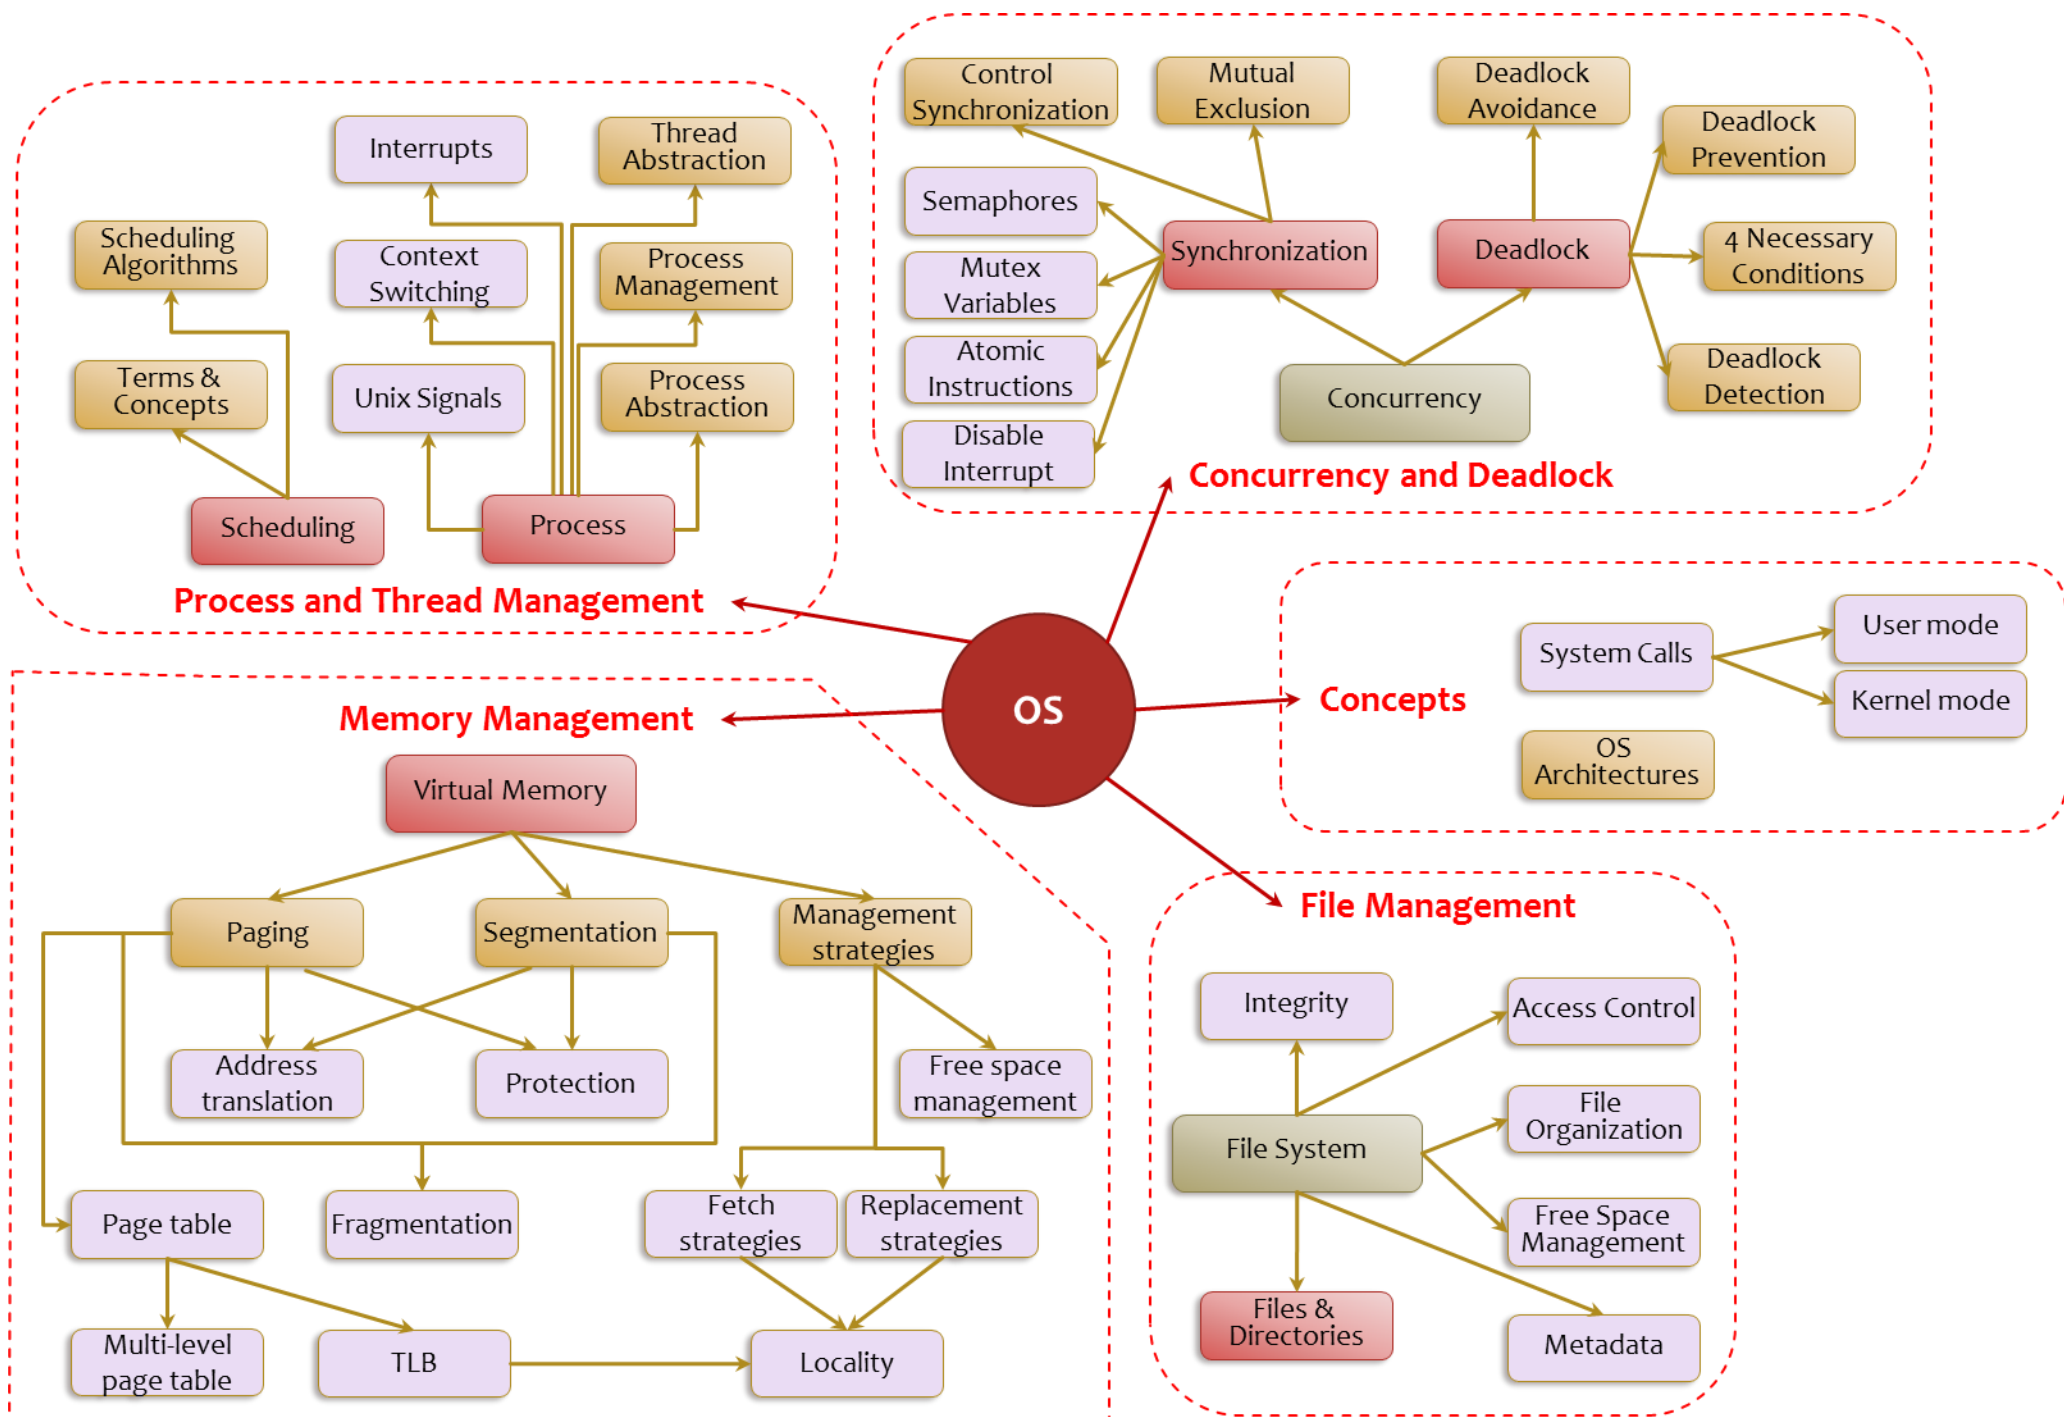 Control
Synchronization
Mutual
Exclusion
Deadlock
Avoidance
Deadlock
Prevention
Semaphores
Synchronization
Deadlock
4 Necessary
Conditions
Mutex
Variables
Atomic
Instructions
Concurrency
Deadlock
Detection
Disable
Interrupt
Concurrency and Deadlock
Interrupts
Thread
Abstraction
Scheduling
Algorithms
Context
Switching
Process
Management
Terms &
Concepts
Unix Signals
Process
Abstraction
Scheduling
Process
Process and Thread Management
OS
Concepts
System Calls
User mode
Kernel mode
OS
Architectures
Memory Management
Virtual Memory
Paging
Segmentation
Management
strategies
Address
translation
Protection
Free space
management
Page table
Fragmentation
Fetch
strategies
Replacement
strategies
Multi-level
page table
TLB
Locality
File Management
Integrity
Access Control
File
Organization
File System
Free Space
Management
Files &
Directories
Metadata